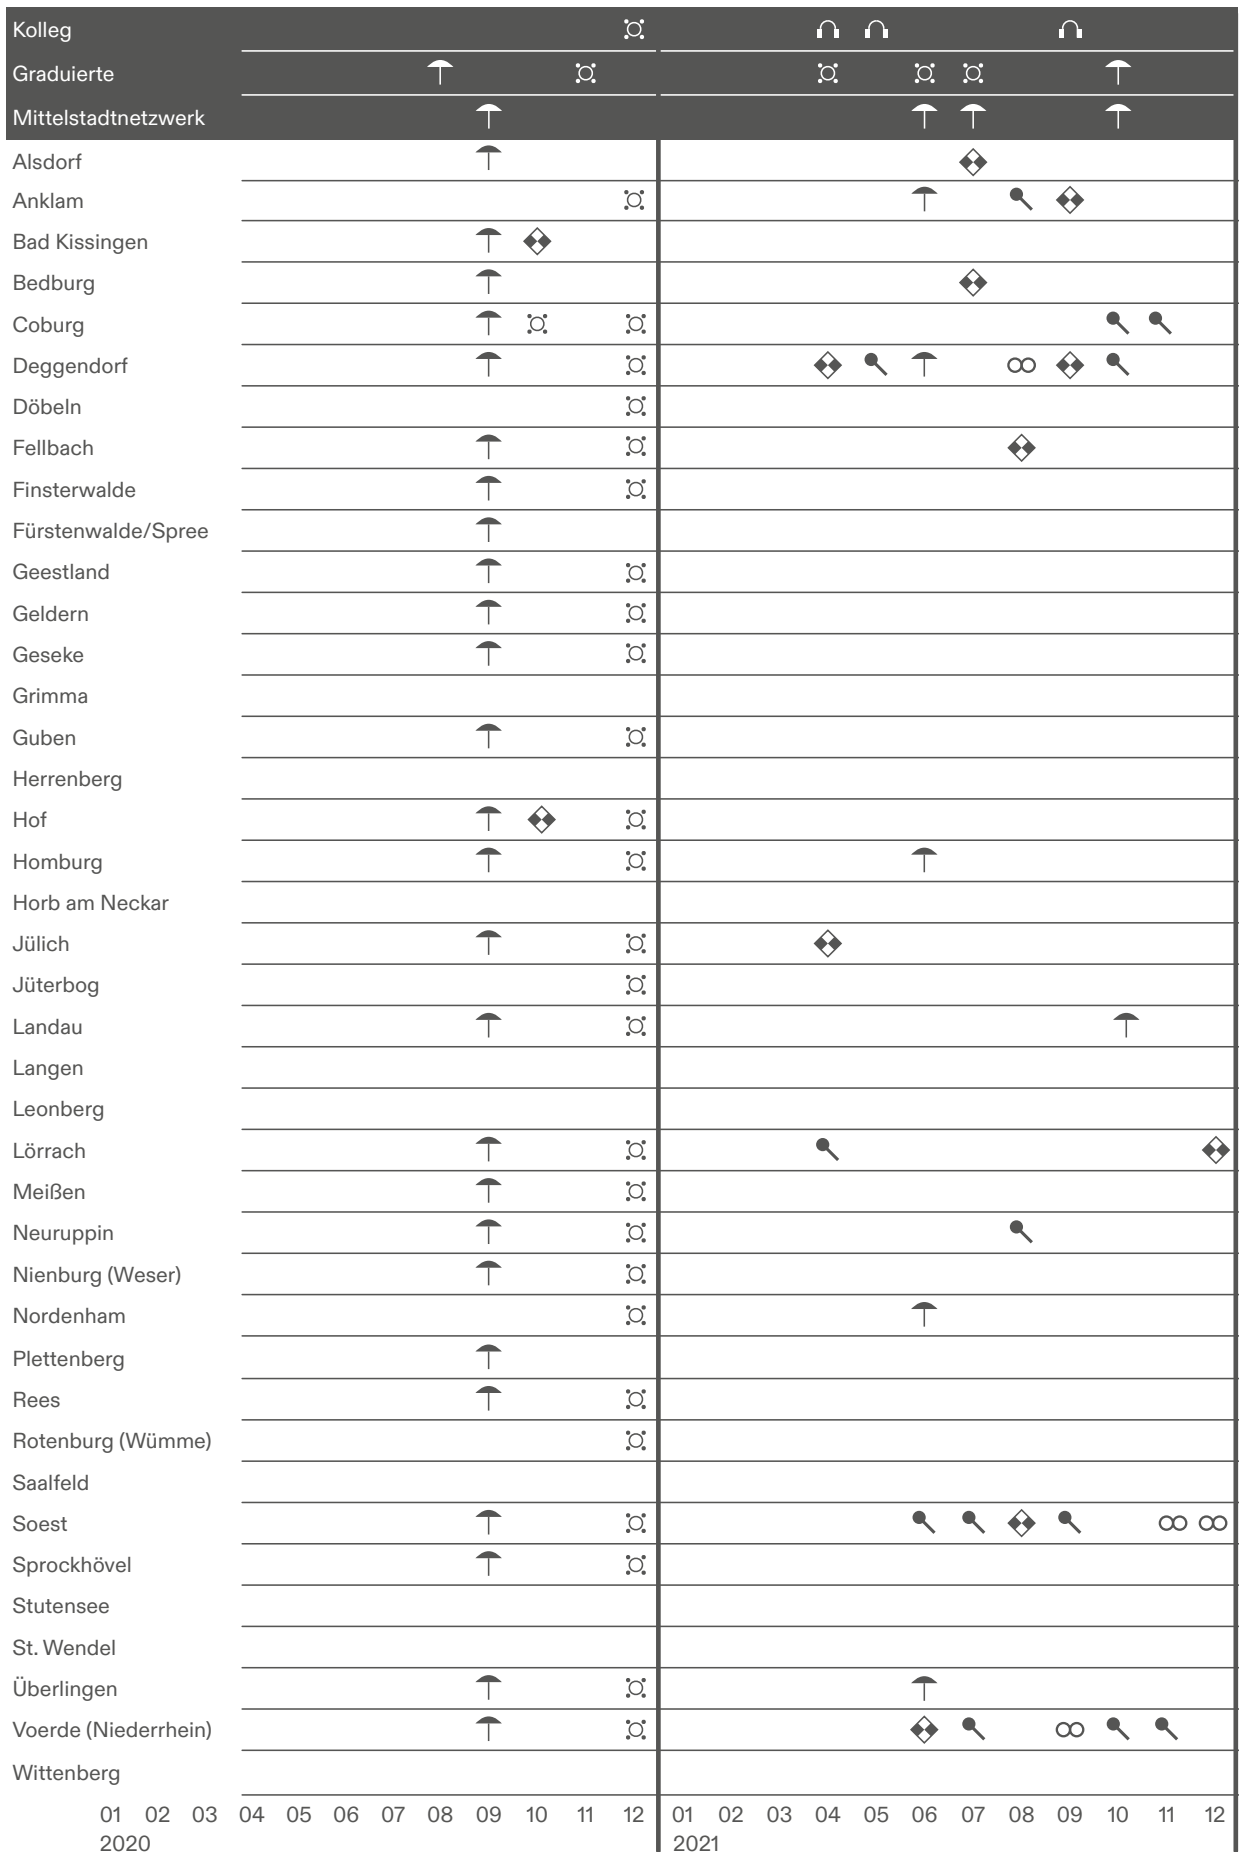 Kolleg
Graduierte
Mittelstadtnetzwerk
Alsdorf
Anklam
Bad Kissingen
Bedburg
Coburg
Deggendorf
Döbeln
Fellbach
Finsterwalde
Fürstenwalde/Spree
Geestland
Geldern
Geseke
Grimma
Guben
Herrenberg
Hof
Homburg
Horb am Neckar
Jülich
Jüterbog
Landau
Langen
Leonberg
Lörrach
Meißen
Neuruppin
Nienburg (Weser)
Nordenham
Plettenberg
Rees
Rotenburg (Wümme)
Saalfeld
Soest
Sprockhövel
Stutensee
St. Wendel
Überlingen
Voerde (Niederrhein)
Wittenberg
01 02 03 04 05 06 07 08 09 10 11 12 01 02 03 04 05 06 07 08 09 10 11 12
2020 2021